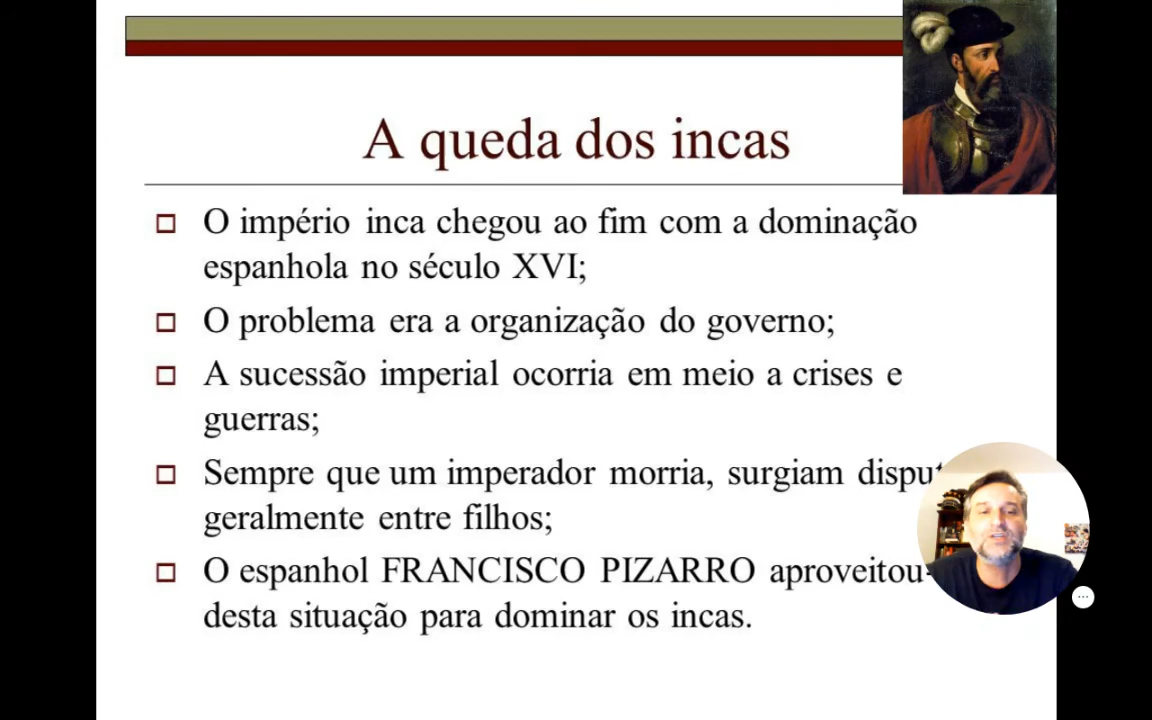 A queda dos incas
O império inca chegou ao fim com a dominação
espanhola no século XVI;
O problema era a organização do governo;
A sucessão imperial ocorria em meio a crises e
guerras;
Sempre que um imperador morria, surgiam
geralmente entre filhos;
O espanhol FRANCISCO PIZARRO aproveitou-
desta situação para dominar os incas.